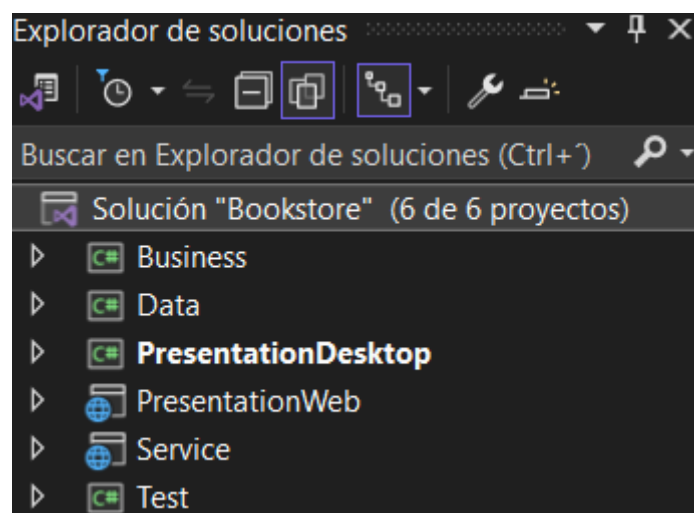 Explorador de soluciones
Buscar en Explorador de soluciones (Ctrl+´)
Solución "Bookstore" (6 de 6 proyectos)
C# Business
C# Data
C# PresentationDesktop
PresentationWeb
Service
C# Test